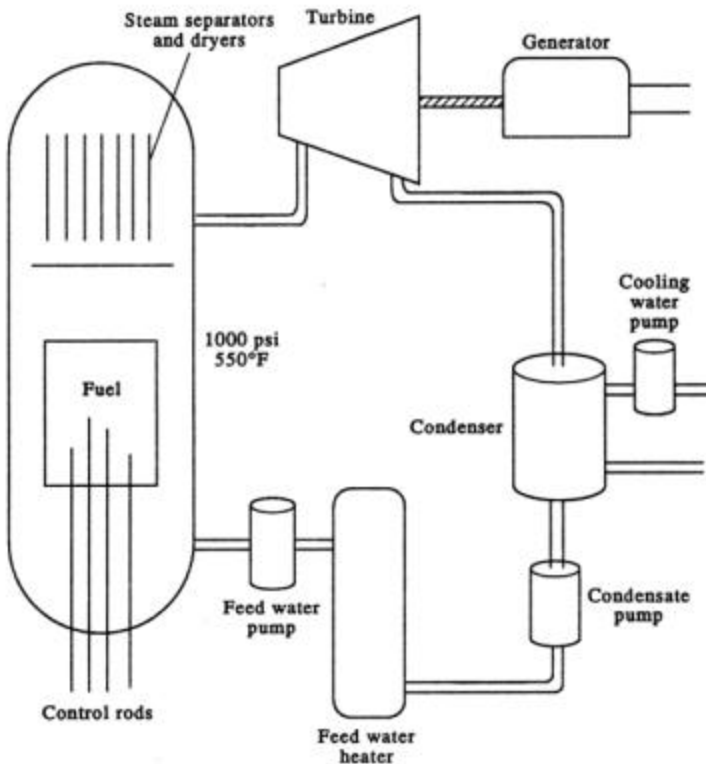 Steam separators
and dryers
Turbine
Generator
Cooling
water
pump
1000 psi
550°F
Fuel
Condenser
Feed water
pump
Condensate
pump
Control rods
Feed water
heater